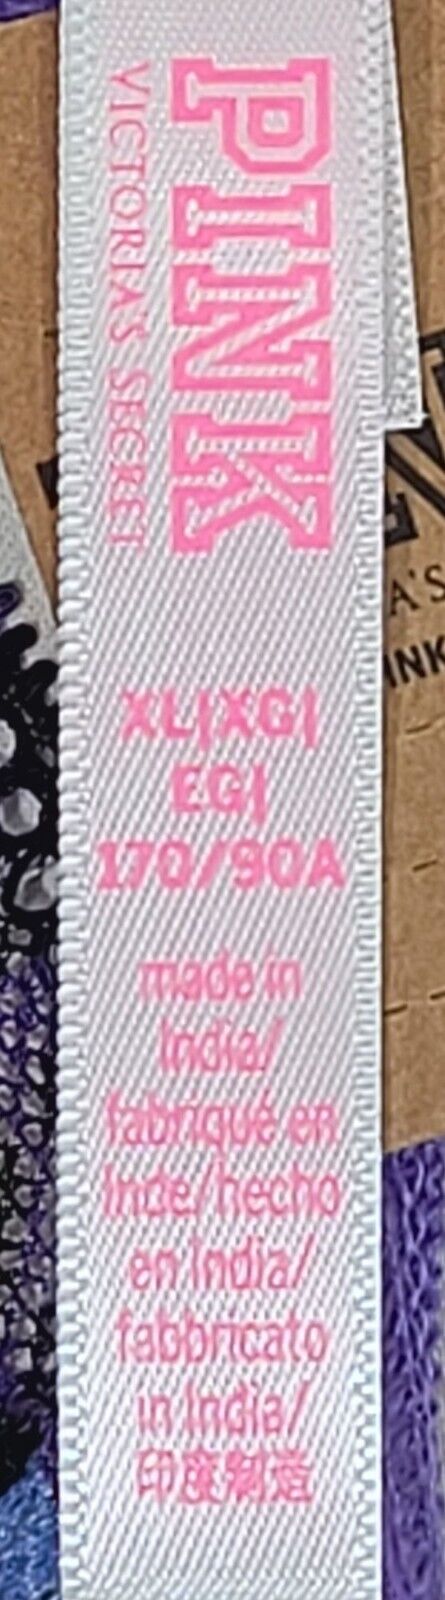 PINK
VICTORIA'S SECRET
XL|XG|
EG|
170/90A
made in
India/
fabriqué en
Inde/hecho
en India/
fabbricato
in India/
印度制造
A'S
INK